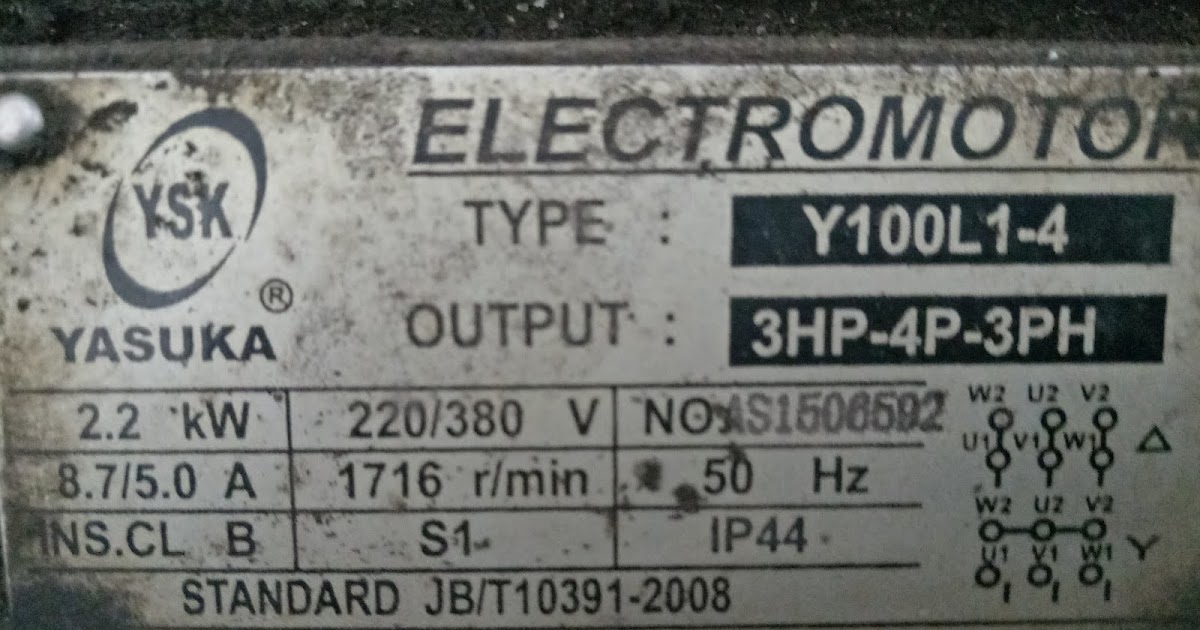 ELECTROMOTOR
YSK
®
YASUKA
TYPE : Y100L1-4
OUTPUT : 3HP-4P-3PH
2.2 kW 220/380 V NO:AS1506592
8.7/5.0 A 1716 r/min 50 Hz
INS.CL B S1 IP44
STANDARD JB/T10391-2008
W2 U2 V2
U1 V1 W1 △
W2 U2 V2
U1 V1 W1 Y